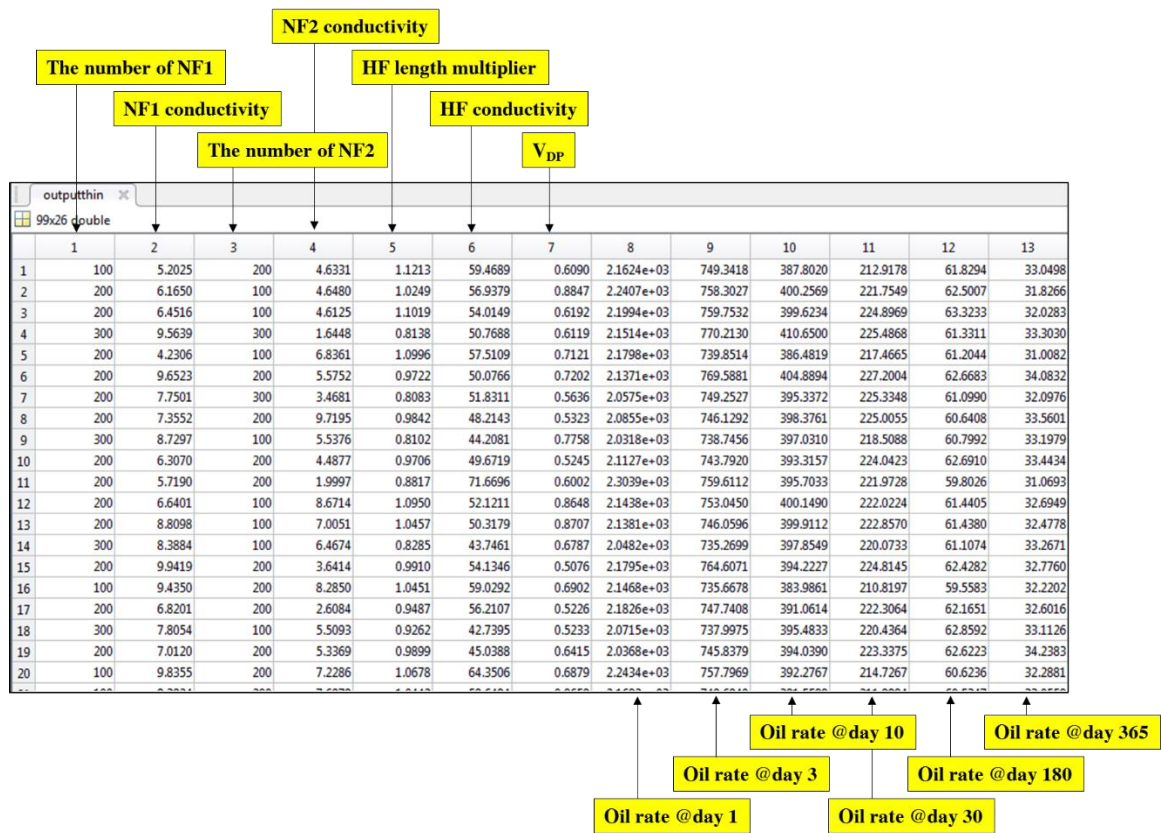 NF2 conductivity
The number of NF1
HF length multiplier
NF1 conductivity
HF conductivity
The number of NF2
VDP
outputthin
99x26 double
1 2 3 4 5 6 7 8 9 10 11 12 13
1 100 5.2025 200 4.6331 1.1213 59.4689 0.6090 2.1624e+03 749.3418 387.8020 212.9178 61.8294 33.0498
2 200 6.1650 100 4.6480 1.0249 56.9379 0.8847 2.2407e+03 758.3027 400.2569 221.7549 62.5007 31.8266
3 200 6.4516 100 4.6125 1.1019 54.0149 0.6192 2.1994e+03 759.7532 399.6234 224.8969 63.3233 32.0283
4 300 9.5639 300 1.6448 0.8138 50.7688 0.6119 2.1514e+03 770.2130 410.6500 225.4868 61.3311 33.3030
5 200 4.2306 100 6.8361 1.0996 57.5109 0.7121 2.1798e+03 739.8514 386.4819 217.4665 61.2044 31.0082
6 200 9.6523 200 5.5752 0.9722 50.0766 0.7202 2.1371e+03 769.5881 404.8894 227.2004 62.6683 34.0832
7 200 7.7501 300 3.4681 0.8083 51.8311 0.5636 2.0575e+03 749.2527 395.3372 225.3348 61.0990 32.0976
8 200 7.3552 200 9.7195 0.9842 48.2143 0.5323 2.0855e+03 746.1292 398.3761 225.0055 60.6408 33.5601
9 300 8.7297 100 5.5376 0.8102 44.2081 0.7758 2.0318e+03 738.7456 397.0310 218.5088 60.7992 33.1979
10 200 6.3070 200 4.4877 0.9706 49.6719 0.5245 2.1127e+03 743.7920 393.3157 224.0423 62.6910 33.4434
11 200 5.7190 200 1.9997 0.8817 71.6696 0.6002 2.3039e+03 759.6112 395.7033 221.9728 59.8026 31.0693
12 200 6.6401 100 8.6714 1.0950 52.1211 0.8648 2.1438e+03 753.0450 400.1490 222.0224 61.4405 32.6949
13 200 8.8098 100 7.0051 1.0457 50.3179 0.8707 2.1381e+03 746.0596 399.9112 222.8570 61.4380 32.4778
14 300 8.3884 100 6.4674 0.8285 43.7461 0.6787 2.0482e+03 735.2699 397.8549 220.0733 61.1074 33.2671
15 200 9.9419 200 3.6414 0.9910 54.1346 0.5076 2.1795e+03 764.6071 394.2227 224.8145 62.4282 32.7760
16 100 9.4350 200 8.2850 1.0451 59.0292 0.6902 2.1468e+03 735.6678 383.9861 210.8197 59.5583 32.2202
17 200 6.8201 200 2.6084 0.9487 56.2107 0.5226 2.1826e+03 747.7408 391.0614 222.3064 62.1651 32.6016
18 300 7.8054 100 5.5093 0.9262 42.7395 0.5233 2.0715e+03 737.9975 395.4833 220.4364 62.8592 33.1126
19 200 7.0120 200 5.3369 0.9899 45.0388 0.6415 2.0368e+03 745.8379 394.0390 223.3375 62.6223 34.2383
20 100 9.8355 200 7.2286 1.0678 64.3506 0.6879 2.2434e+03 757.7969 392.2767 214.7267 60.6236 32.2881
Oil rate @day 10
Oil rate @day 365
Oil rate @day 3
Oil rate @day 180
Oil rate @day 1
Oil rate @day 30